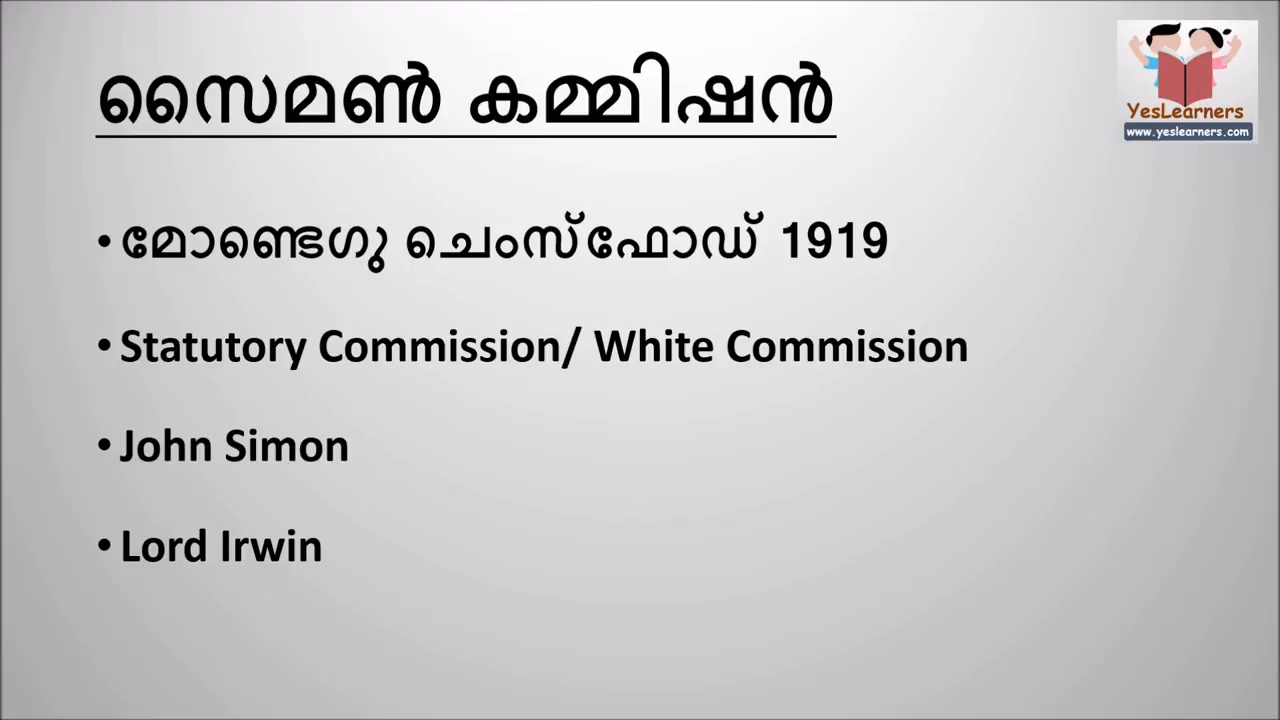 സൈമൺ കമ്മിഷൻ
YesLearners
www.yeslearners.com
• മോണ്ടെഗു ചെംസ്ഫോഡ് 1919
• Statutory Commission/ White Commission
• John Simon
• Lord Irwin